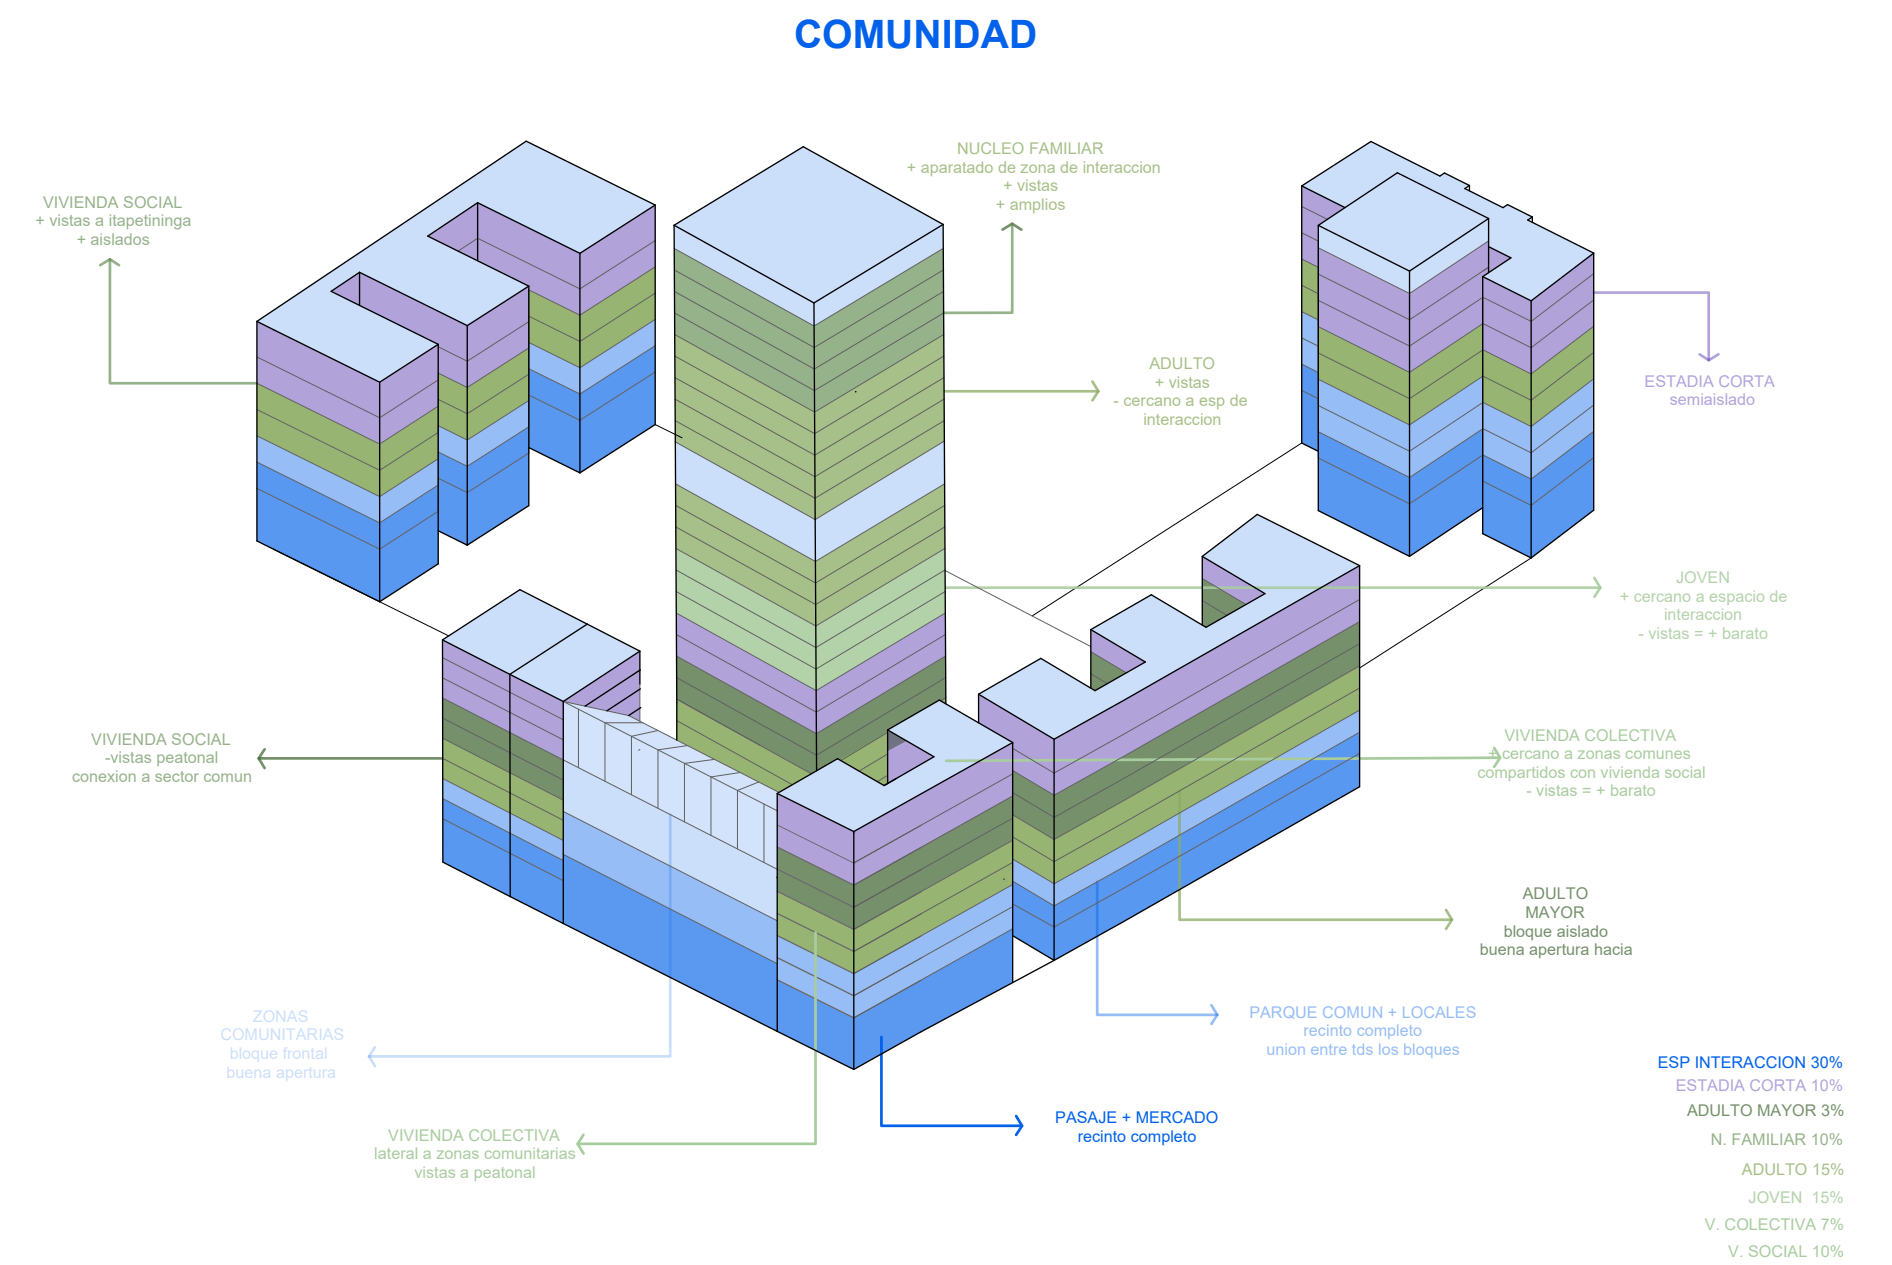 COMUNIDAD
NUCLEO FAMILIAR
+ aparatado de zona de interaccion
+ vistas
+ amplios
VIVIENDA SOCIAL
+ vistas a itapetininga
+ aislados
ADULTO
+ vistas
- cercano a esp de
interaccion
ESTADIA CORTA
semiaislado
JOVEN
+ cercano a espacio de
interaccion
- vistas = + barato
VIVIENDA SOCIAL
-vistas peatonal
conexion a sector comun
VIVIENDA COLECTIVA
+ cercano a zonas comunes
compartidos con vivienda social
- vistas = + barato
ADULTO
MAYOR
bloque aislado
buena apertura hacia
ZONAS
COMUNITARIAS
bloque frontal
buena apertura
PARQUE COMUN + LOCALES
recinto completo
union entre tds los bloques
PASAJE + MERCADO
recinto completo
VIVIENDA COLECTIVA
lateral a zonas comunitarias
vistas a peatonal
ESP INTERACCION 30%
ESTADIA CORTA 10%
ADULTO MAYOR 3%
N. FAMILIAR 10%
ADULTO 15%
JOVEN  15%
V. COLECTIVA 7%
V. SOCIAL 10%